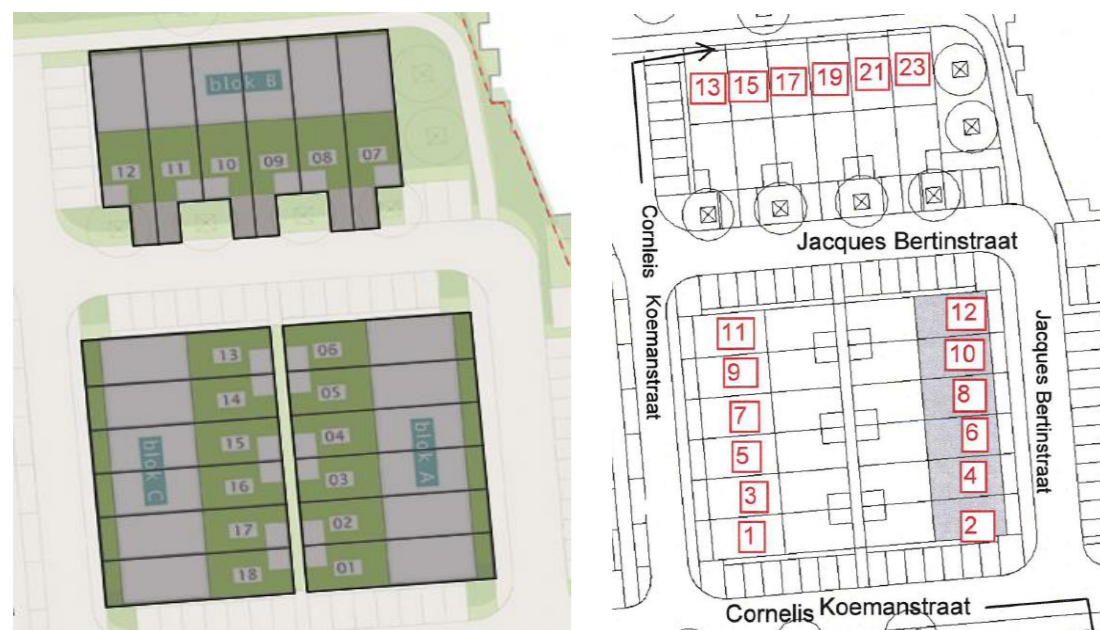 blok B
12 11 10 09 08 07
13 06
14 05
15 04
16 03
17 02
18 01
blok C
blok A
13 15 17 19 21 23
Cornleis Koemanstraat
Jacques Bertinstraat
11 12
9 10
7 8
5 6
3 4
1 2
Jacques Bertinstraat
Cornelis Koemanstraat